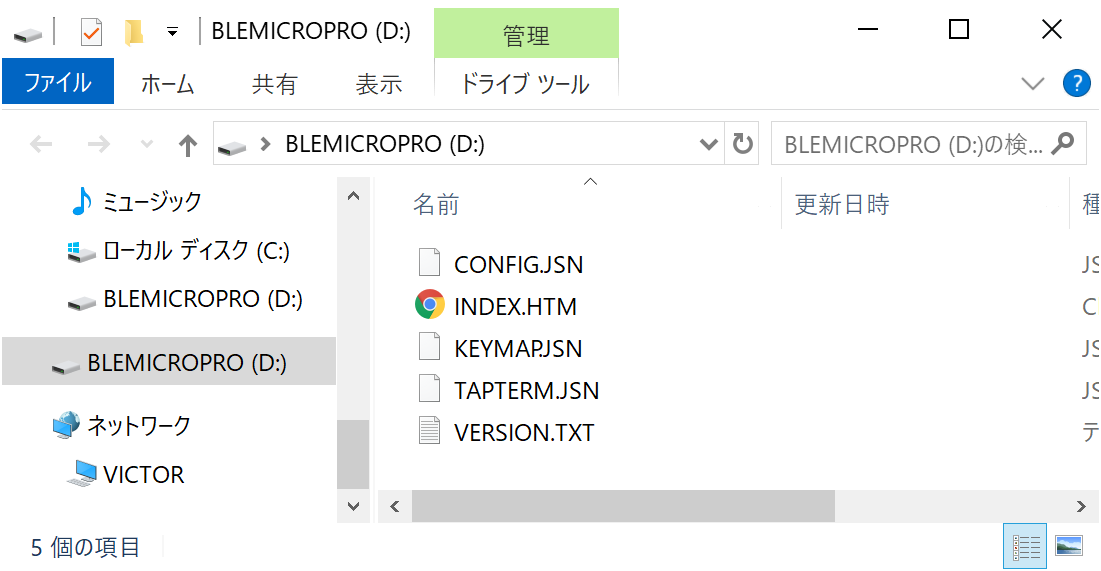 BLEMICROPRO (D:)
管理
ファイル
ホーム
共有
表示
ドライブ ツール
?
BLEMICROPRO (D:)
BLEMICROPRO (D:)の検...
ミュージック
ローカル ディスク (C:)
BLEMICROPRO (D:)
BLEMICROPRO (D:)
ネットワーク
VICTOR
名前
更新日時
種
CONFIG.JSN
JS
INDEX.HTM
C
KEYMAP.JSN
JS
TAPTERM.JSN
JS
VERSION.TXT
テ
5 個の項目